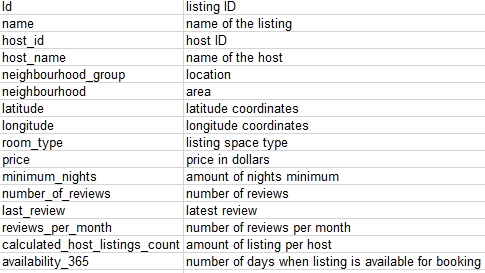 Id listing ID
name name of the listing
host_id host ID
host_name name of the host
neighbourhood_group location
neighbourhood area
latitude latitude coordinates
longitude longitude coordinates
room_type listing space type
price price in dollars
minimum_nights amount of nights minimum
number_of_reviews number of reviews
last_review latest review
reviews_per_month number of reviews per month
calculated_host_listings_count amount of listing per host
availability_365 number of days when listing is available for booking